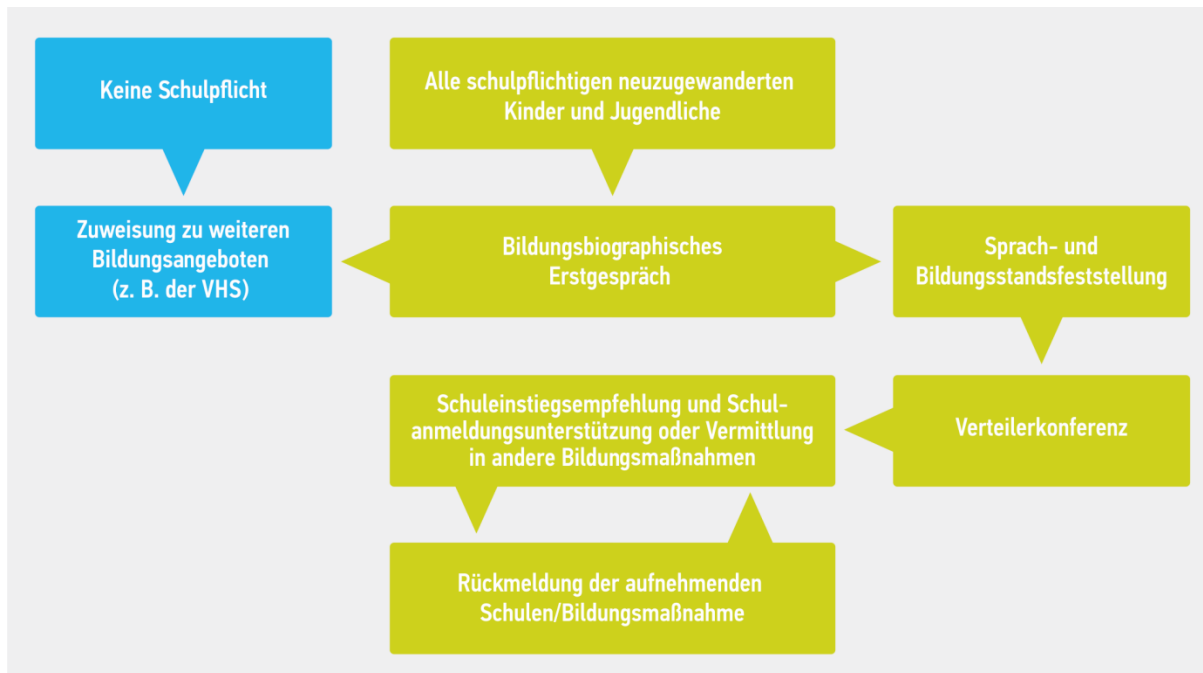 Keine Schulpflicht
Alle schulpflichtigen neuzugewanderten
Kinder und Jugendliche
Zuweisung zu weiteren
Bildungsangeboten
(z. B. der VHS)
Bildungsbiographisches
Erstgespräch
Sprach- und
Bildungsstandsfeststellung
Schuleinstiegsempfehlung und Schul-
anmeldungsunterstützung oder Vermittlung
in andere Bildungsmaßnahmen
Verteilerkonferenz
Rückmeldung der aufnehmenden
Schulen/Bildungsmaßnahme